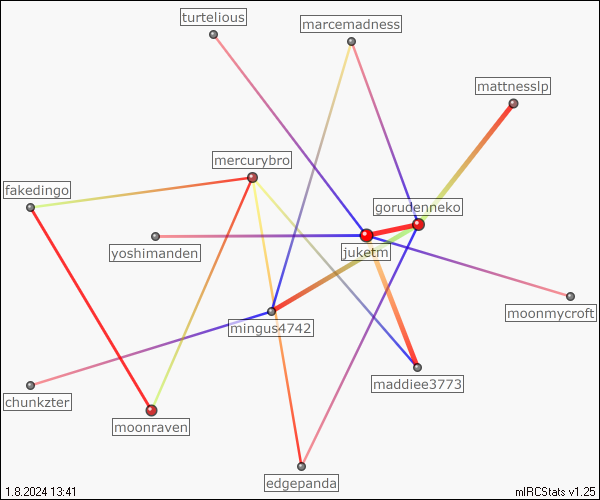 turtelious
marcemadness
mattnesslp
mercurybro
fakedingo
gorudenneko
yoshimanden
juketm
moonmycroft
mingus4742
maddiee3773
chunkzter
moonraven
edgepanda
1.8.2024 13:41
mIRCStats v1.25